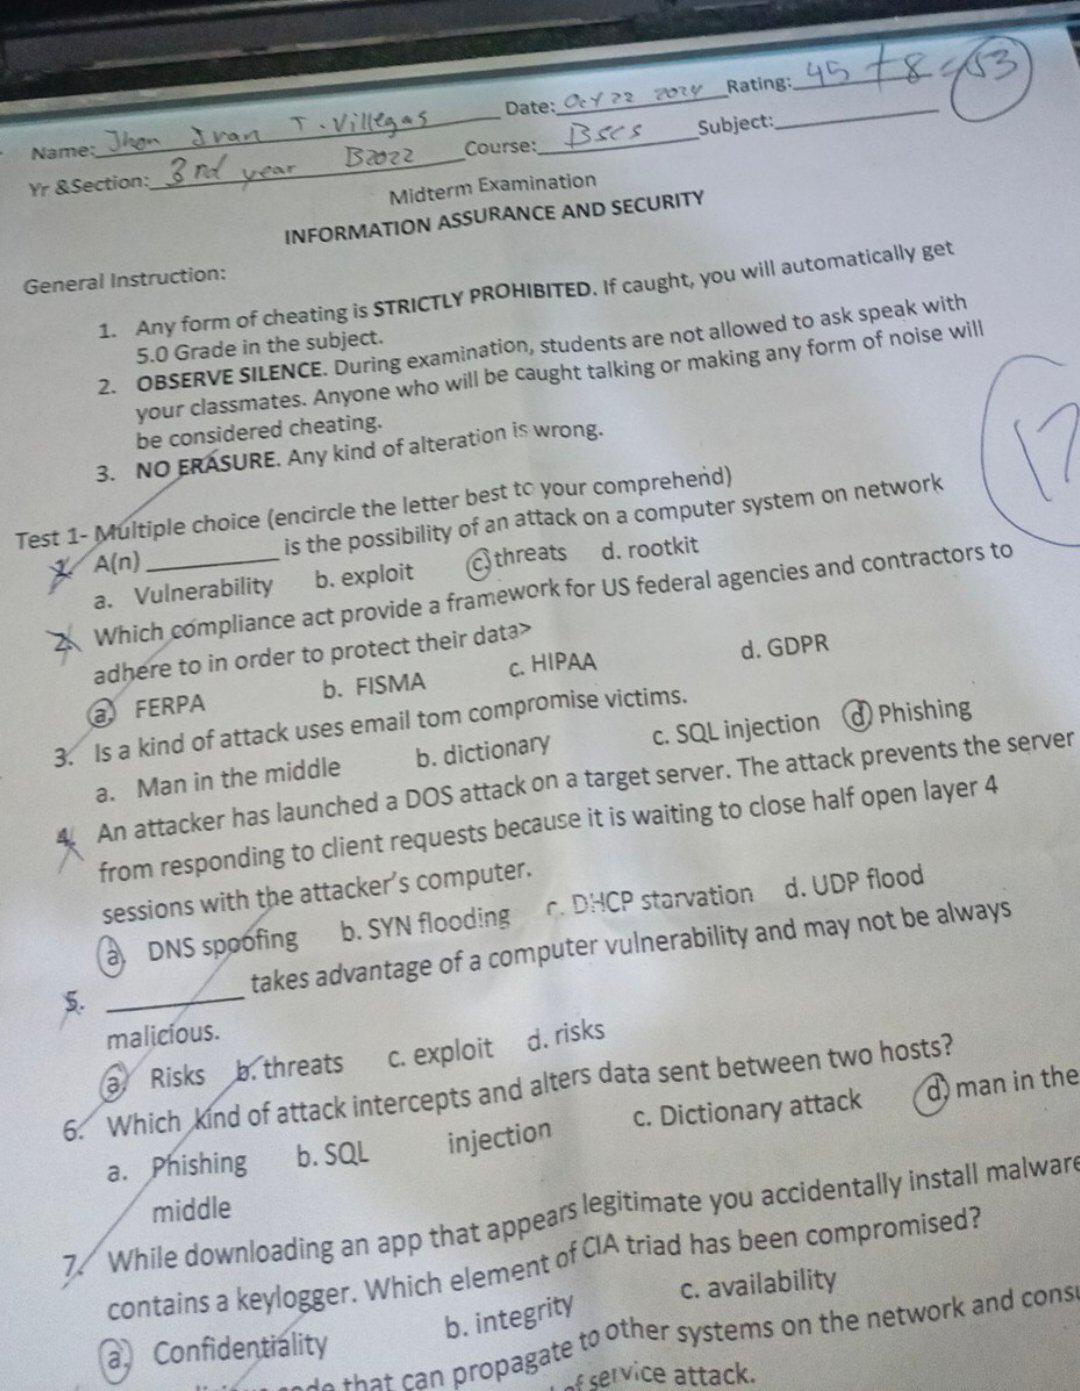 Name: Jhon Ivan T. Villegas Date: Oct 22 2024 Rating: 45 + 8 = 53
Yr &Section: 3rd year B2022 Course: BSCS Subject:
Midterm Examination
INFORMATION ASSURANCE AND SECURITY
General Instruction:
1. Any form of cheating is STRICTLY PROHIBITED. If caught, you will automatically get
5.0 Grade in the subject.
2. OBSERVE SILENCE. During examination, students are not allowed to ask speak with
your classmates. Anyone who will be caught talking or making any form of noise will
be considered cheating.
3. NO ERASURE. Any kind of alteration is wrong.
17
Test 1- Multiple choice (encircle the letter best to your comprehend)
1. A(n) __________ is the possibility of an attack on a computer system on network
a. Vulnerability b. exploit c. threats d. rootkit
2. Which compliance act provide a framework for US federal agencies and contractors to
adhere to in order to protect their data>
a. FERPA b. FISMA c. HIPAA d. GDPR
3. Is a kind of attack uses email tom compromise victims.
a. Man in the middle b. dictionary c. SQL injection d. Phishing
4. An attacker has launched a DOS attack on a target server. The attack prevents the server
from responding to client requests because it is waiting to close half open layer 4
sessions with the attacker's computer.
a. DNS spoofing b. SYN flooding c. DHCP starvation d. UDP flood
5. __________ takes advantage of a computer vulnerability and may not be always
malicious.
a. Risks b. threats c. exploit d. risks
6. Which kind of attack intercepts and alters data sent between two hosts?
a. Phishing b. SQL injection c. Dictionary attack d. man in the
middle
7. While downloading an app that appears legitimate you accidentally install malware
contains a keylogger. Which element of CIA triad has been compromised?
a. Confidentiality b. integrity c. availability
that can propagate to other systems on the network and
of service attack.